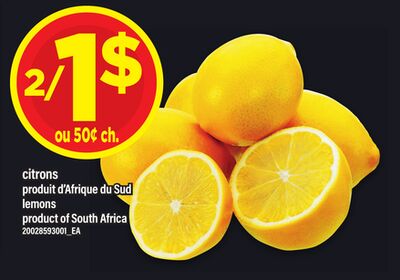 2/1$
ou 50¢ ch.
citrons
produit d'Afrique du Sud
lemons
product of South Africa
20028593001_EA